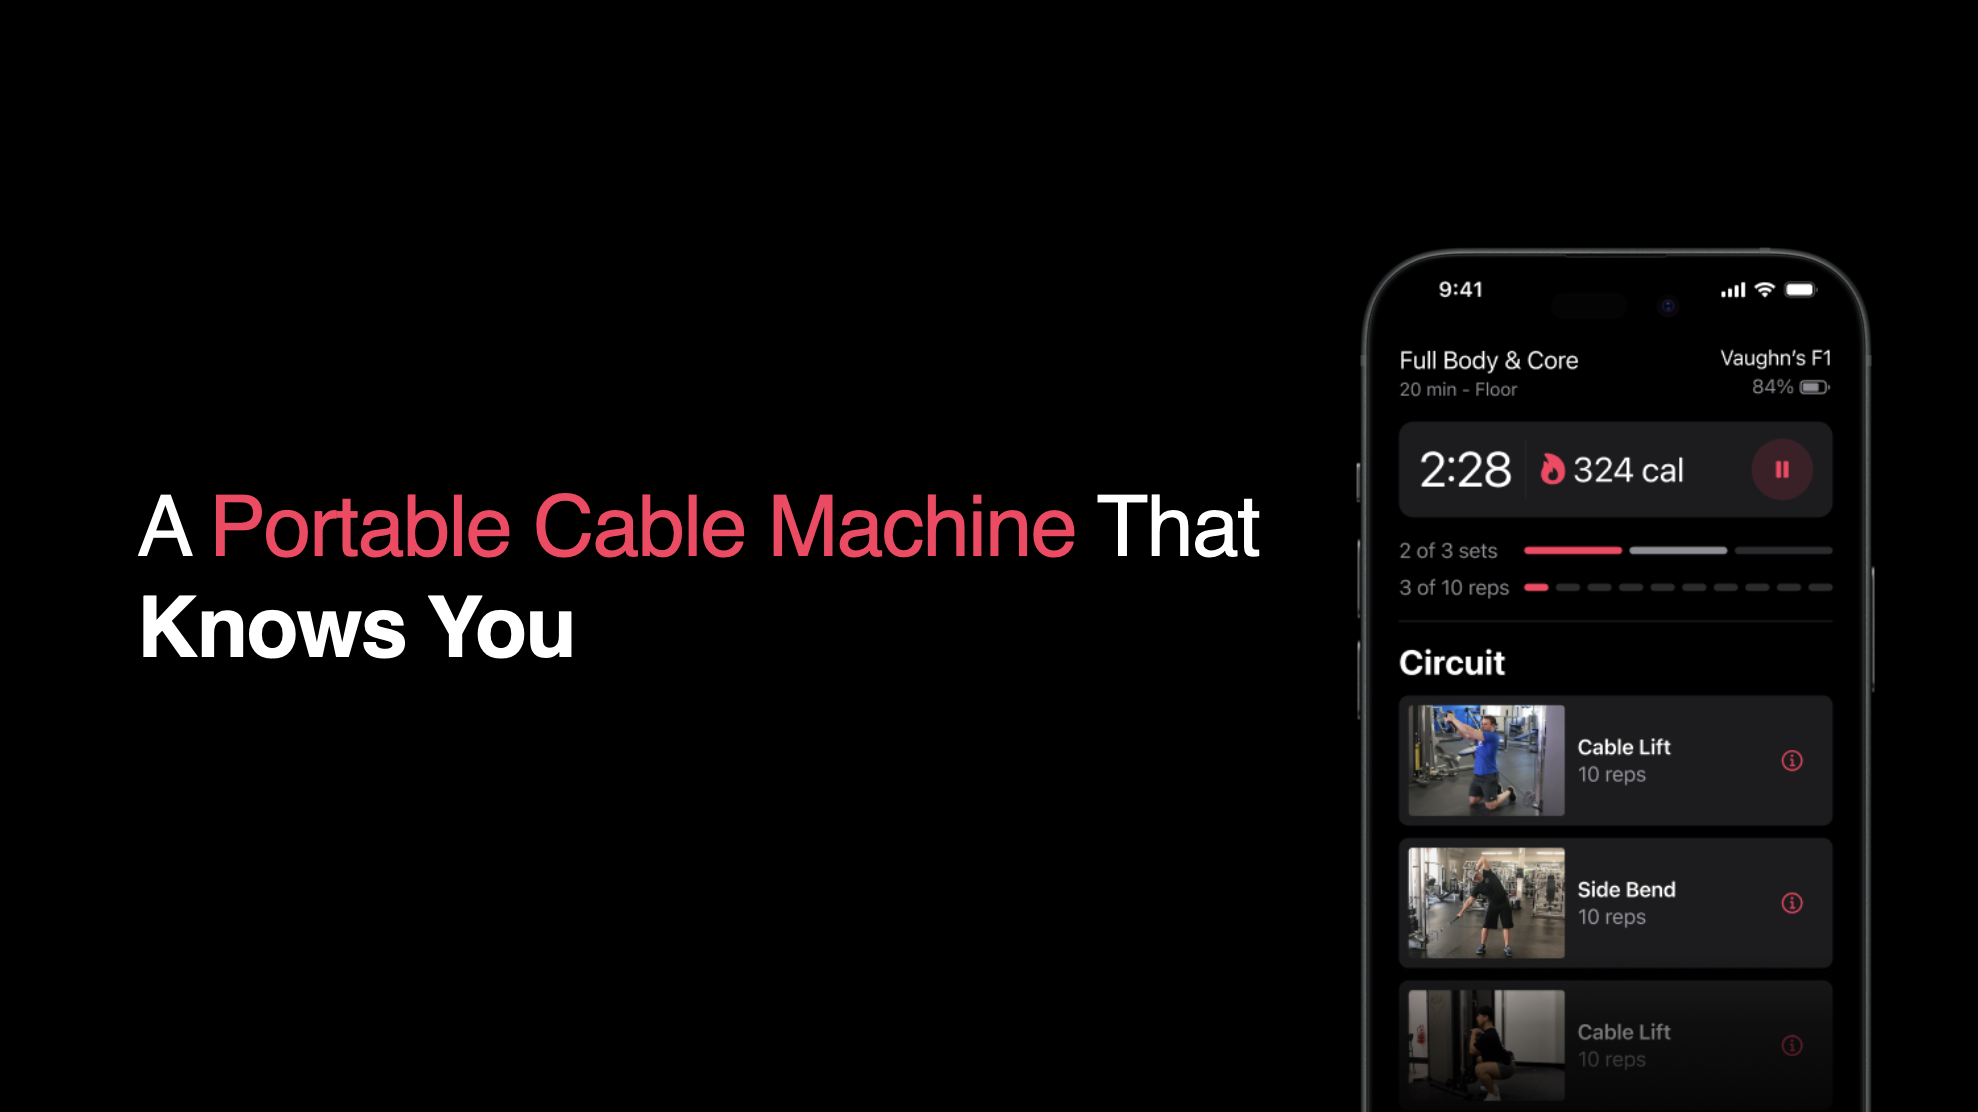 A Portable Cable Machine That
Knows You
9:41
Full Body & Core
20 min - Floor
Vaughn's F1
84%
2:28
324 cal
2 of 3 sets
3 of 10 reps
Circuit
Cable Lift
10 reps
Side Bend
10 reps
Cable Lift
10 reps